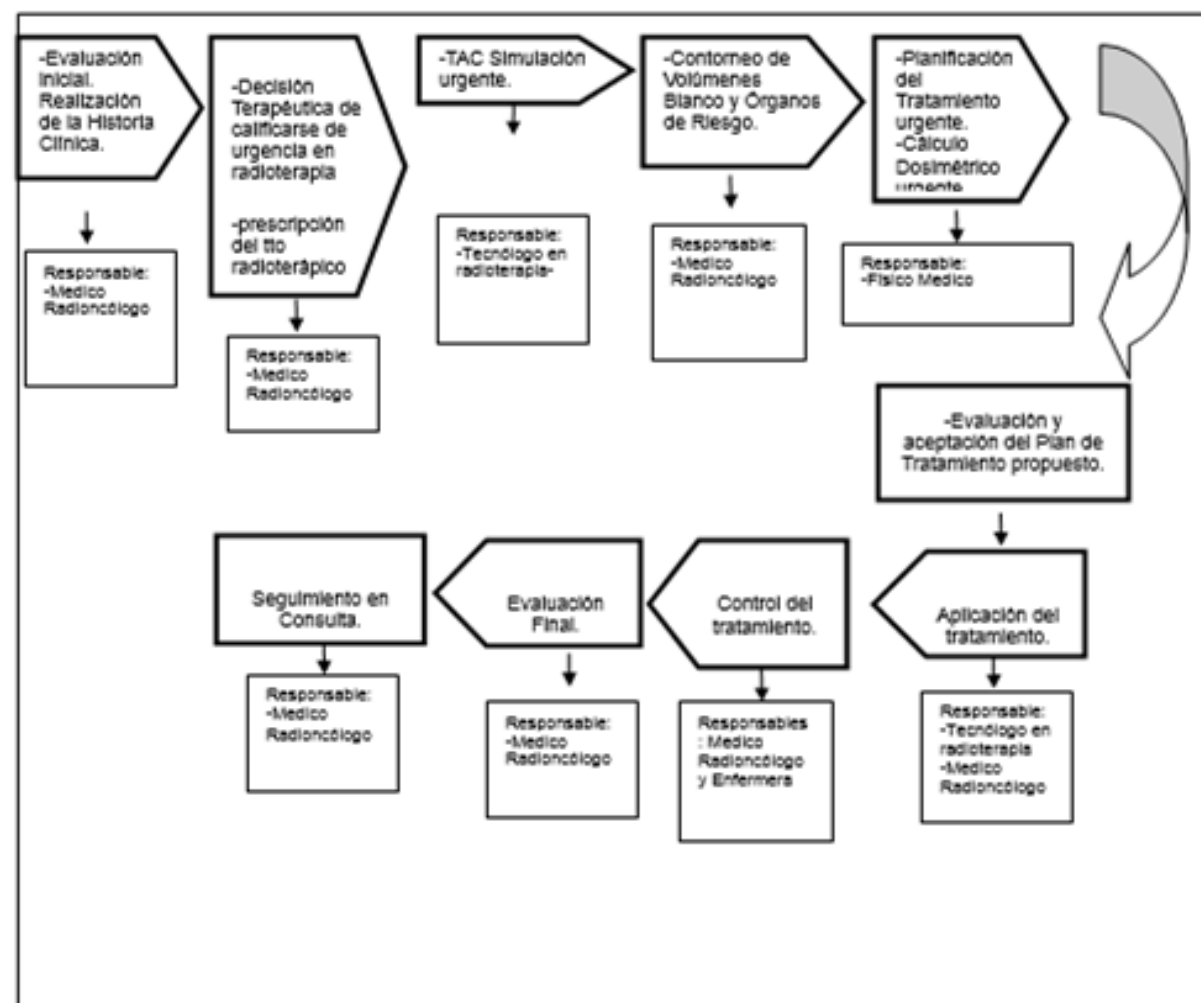 -Evaluación
Inicial.
Realización
de la Historia
Clínica.
Responsable:
-Medico
Radioncólogo
-Decisión
Terapéutica de
calificarse de
urgencia en
radioterapia
-prescripción
del tto
radioterápico
Responsable:
-Medico
Radioncólogo
-TAC Simulación
urgente.
Responsable:
-Tecnólogo en
radioterapia-
-Contorneo de
Volúmenes
Blanco y Órganos
de Riesgo.
Responsable:
-Medico
Radioncólogo
-Planificación
del
Tratamiento
urgente.
-Cálculo
Dosimétrico
urgente
Responsable:
-Fisico Medico
-Evaluación y
aceptación del Plan de
Tratamiento propuesto.
Aplicación del
tratamiento.
Responsable:
-Tecnólogo en
radioterapia
-Medico
Radioncólogo
Control del
tratamiento.
Responsables
: Medico
Radioncólogo
y Enfermera
Evaluación
Final.
Responsable:
-Medico
Radioncólogo
Seguimiento en
Consulta.
Responsable:
-Medico
Radioncólogo